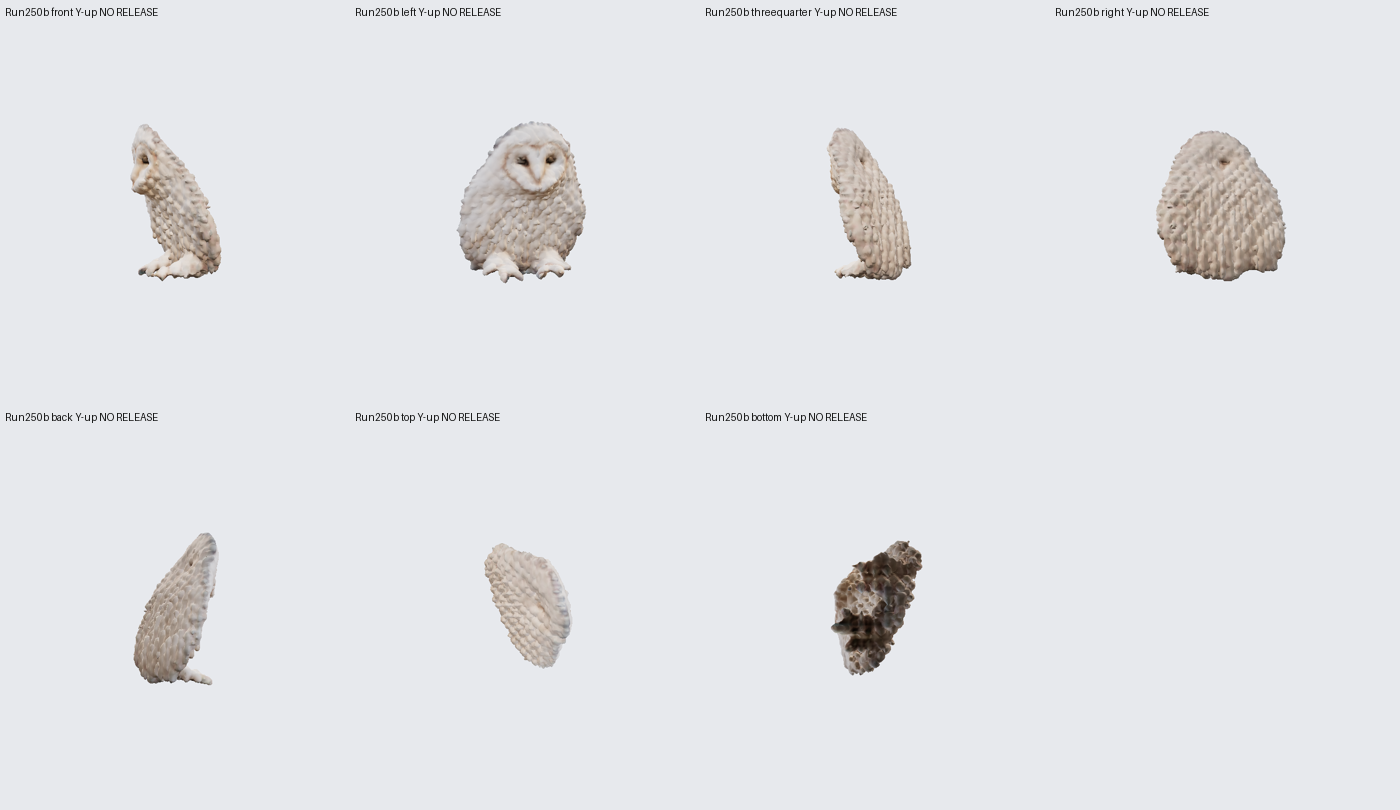 Run250b front Y-up NO RELEASE
Run250b left Y-up NO RELEASE
Run250b threequarter Y-up NO RELEASE
Run250b right Y-up NO RELEASE
Run250b back Y-up NO RELEASE
Run250b top Y-up NO RELEASE
Run250b bottom Y-up NO RELEASE